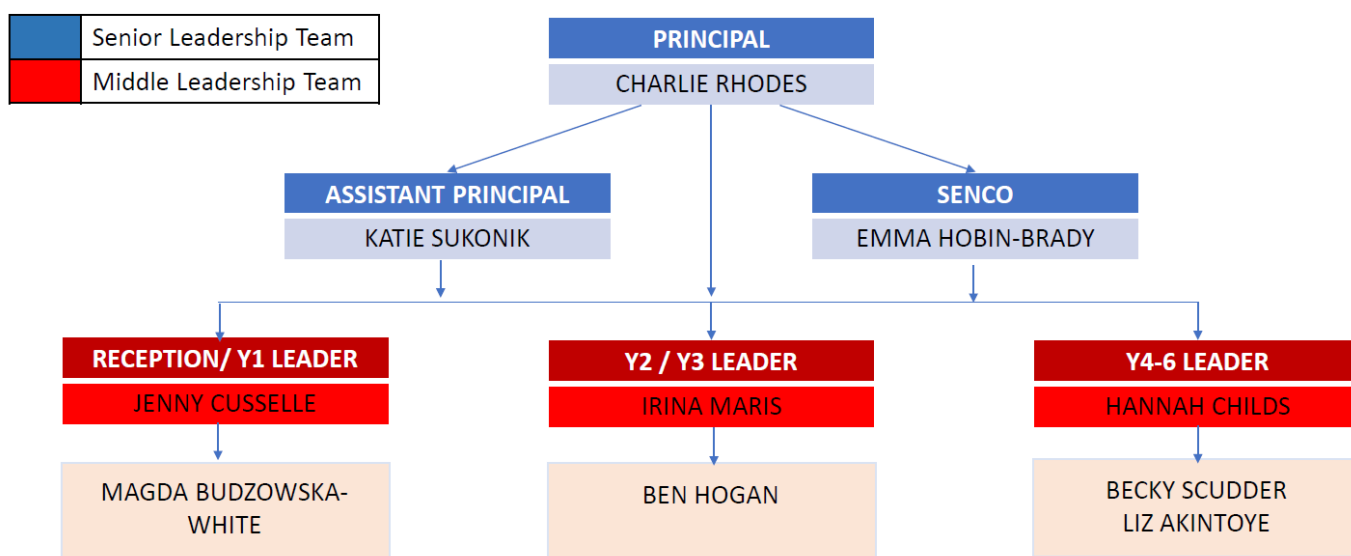 Senior Leadership Team
Middle Leadership Team
PRINCIPAL
CHARLIE RHODES
ASSISTANT PRINCIPAL
KATIE SUKONIK
SENCO
EMMA HOBIN-BRADY
RECEPTION/ Y1 LEADER
JENNY CUSSELLE
MAGDA BUDZOWSKA-
WHITE
Y2 / Y3 LEADER
IRINA MARIS
BEN HOGAN
Y4-6 LEADER
HANNAH CHILDS
BECKY SCUDDER
LIZ AKINTOYE